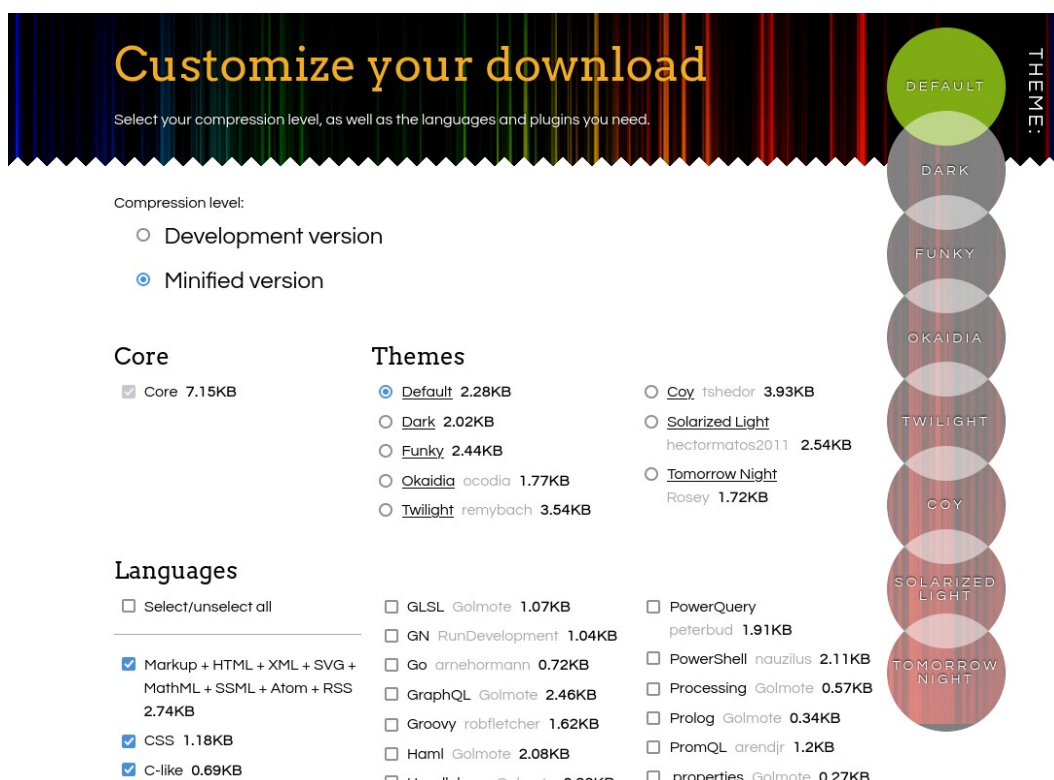 Customize your download
Select your compression level, as well as the languages and plugins you need.
THEME:
DEFAULT
DARK
FUNKY
OKAIDIA
TWILIGHT
COY
SOLARIZED
LIGHT
TOMORROW
NIGHT
Compression level:
Development version
Minified version
Core
Core 7.15KB
Themes
Default 2.28KB
Dark 2.02KB
Funky 2.44KB
Okaidia ocodia 1.77KB
Twilight remybach 3.54KB
Coy tshedor 3.93KB
Solarized Light
hectormatos2011 2.54KB
Tomorrow Night
Rosey 1.72KB
Languages
Select/unselect all
Markup + HTML + XML + SVG +
MathML + SSML + Atom + RSS
2.74KB
CSS 1.18KB
C-like 0.69KB
GLSL Golmote 1.07KB
GN RunDevelopment 1.04KB
Go arnehormann 0.72KB
GraphQL Golmote 2.46KB
Groovy robfletcher 1.62KB
Haml Golmote 2.08KB
PowerQuery
peterbud 1.91KB
PowerShell nauzilus 2.11KB
Processing Golmote 0.57KB
Prolog Golmote 0.34KB
PromQL arendjr 1.2KB
.properties Golmote 0.27KB